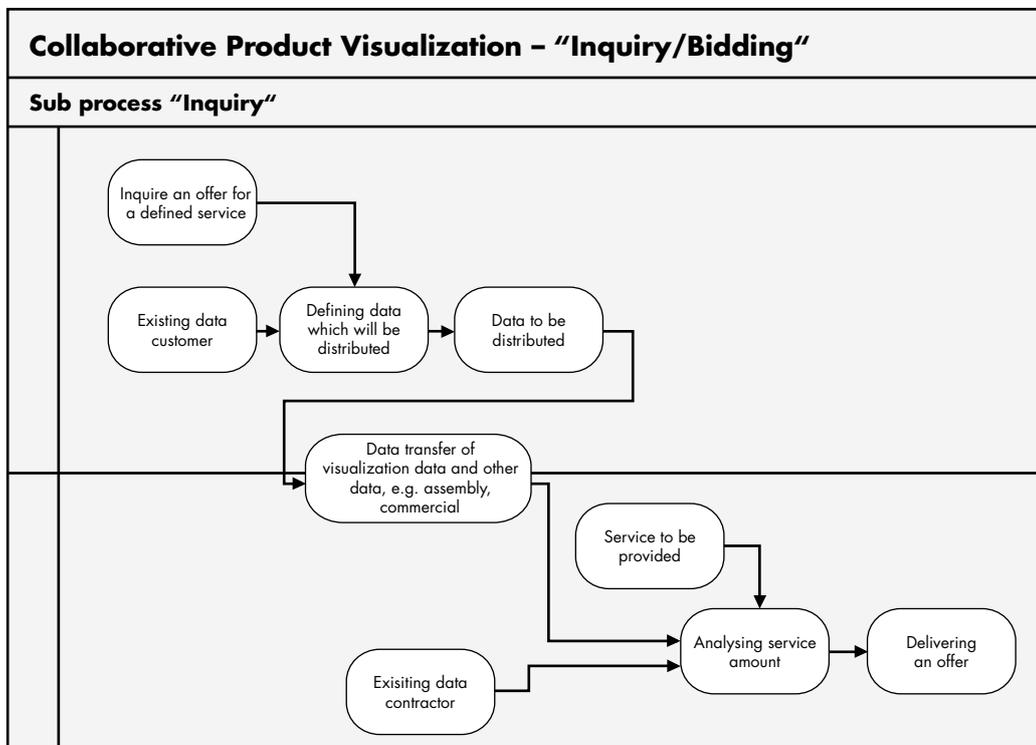 Collaborative Product Visualization – “Inquiry/Bidding“
Sub process “Inquiry“
Inquire an offer for
a defined service
Existing data
customer
Defining data
which will be
distributed
Data to be
distributed
Data transfer of
visualization data and other
data, e.g. assembly,
commercial
Service to be
provided
Analysing service
amount
Delivering
an offer
Exisiting data
contractor